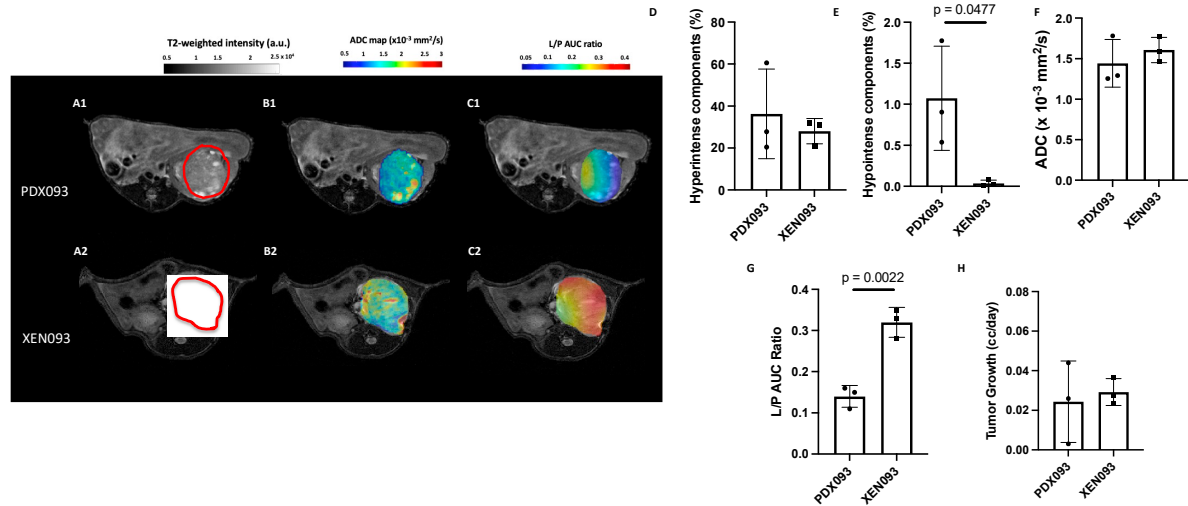 T2-weighted intensity (a.u.)
0.5 1 1.5 2.5 x 10⁴
ADC map (x10⁻³ mm²/s)
0.5 1 1.5 2 2.5 3
L/P AUC ratio
0.05 0.1 0.2 0.3 0.4
A1
B1
C1
PDX093
A2
B2
C2
XEN093
D
Hyperintense components (%)
80
60
40
20
0
PDX093
XEN093
E
p = 0.0477
Hypointense components (%)
2.0
1.5
1.0
0.5
0.0
PDX093
XEN093
F
ADC (x 10⁻³ mm²/s)
2.0
1.5
1.0
0.5
0.0
PDX093
XEN093
G
p = 0.0022
L/P AUC Ratio
0.4
0.3
0.2
0.1
0.0
PDX093
XEN093
H
Tumor Growth (cc/day)
0.08
0.06
0.04
0.02
0.00
PDX093
XEN093